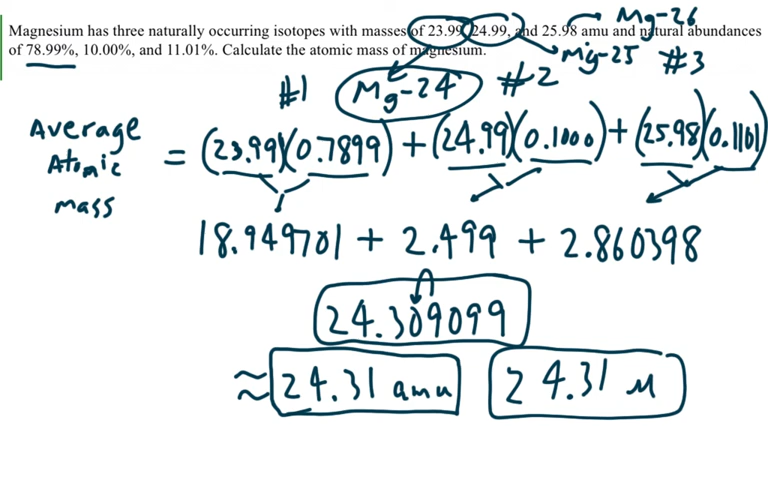 Magnesium has three naturally occurring isotopes with masses of 23.99, 24.99, and 25.98 amu and natural abundances
of 78.99%, 10.00%, and 11.01%. Calculate the atomic mass of magnesium.
Mg-26
Mg-25 #3
#1 Mg-24 #2
Average
Atomic
mass
= (23.99)(0.7899) + (24.99)(0.1000) + (25.98)(0.1101)
18.949701 + 2.499 + 2.860398
24.309099
≈ 24.31 amu 24.31 u